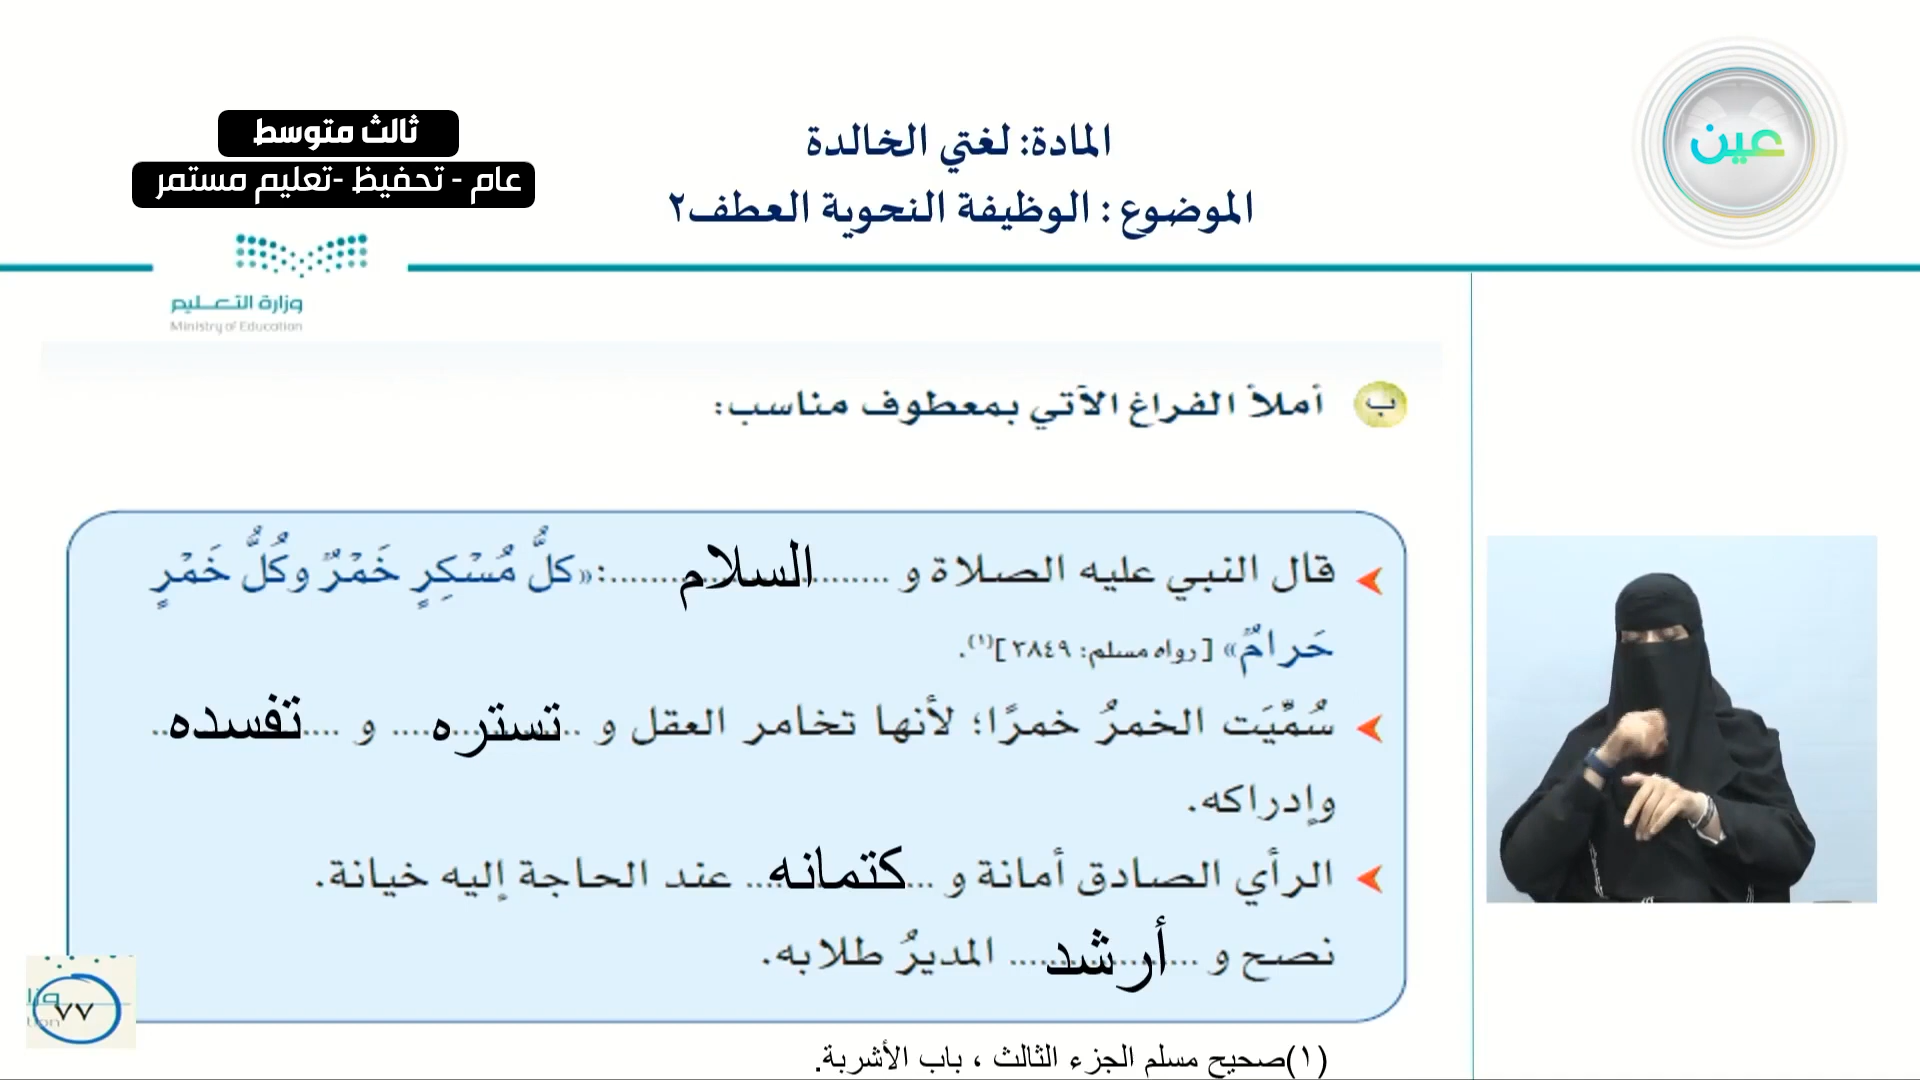 عين
المادة: لغتي الخالدة
الموضوع : الوظيفة النحوية العطف٢
ثالث متوسط
عام - تحفيظ -تعليم مستمر
وزارة التعـــليم
Ministry of Education
ب أملأ الفراغ الآتي بمعطوف مناسب:
قال النبي عليه الصلاة و ......السلام......:«كلُّ مُسْكِرٍ خَمْرٌ وكُلُّ خَمْرٍ
حَرامٌ» [رواه مسلم: ٣٨٤٩](١).
سُمِّيَت الخمرُ خمرًا؛ لأنها تخامر العقل و ..تستره.... و ....تفسده..
وإدراكه.
الرأي الصادق أمانة و ...كتمانه.... عند الحاجة إليه خيانة.
نصح و ...أرشد.... المديرُ طلابه.
٧٧
(١)صحيح مسلم الجزء الثالث ، باب الأشربة.